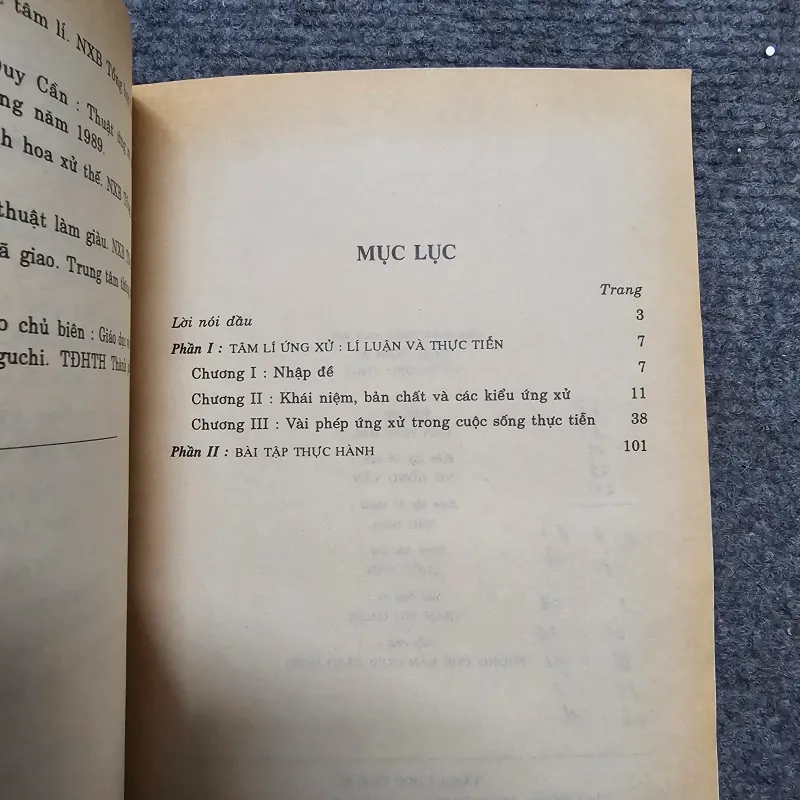 tâm lí. NXB Tổng
Duy Cần : Thuật
năm 1989.
hoa xử thế. NXB
thuật làm giàu. NXB
giao. Trung tâm
chủ biên : Giáo dục
TĐHTH Thành
MỤC LỤC
Trang
Lời nói đầu 3
Phần I : TÂM LÍ ỨNG XỬ : LÍ LUẬN VÀ THỰC TIỄN 7
Chương I : Nhập đề 7
Chương II : Khái niệm, bản chất và các kiểu ứng xử 11
Chương III : Vài phép ứng xử trong cuộc sống thực tiễn 38
Phần II : BÀI TẬP THỰC HÀNH 101